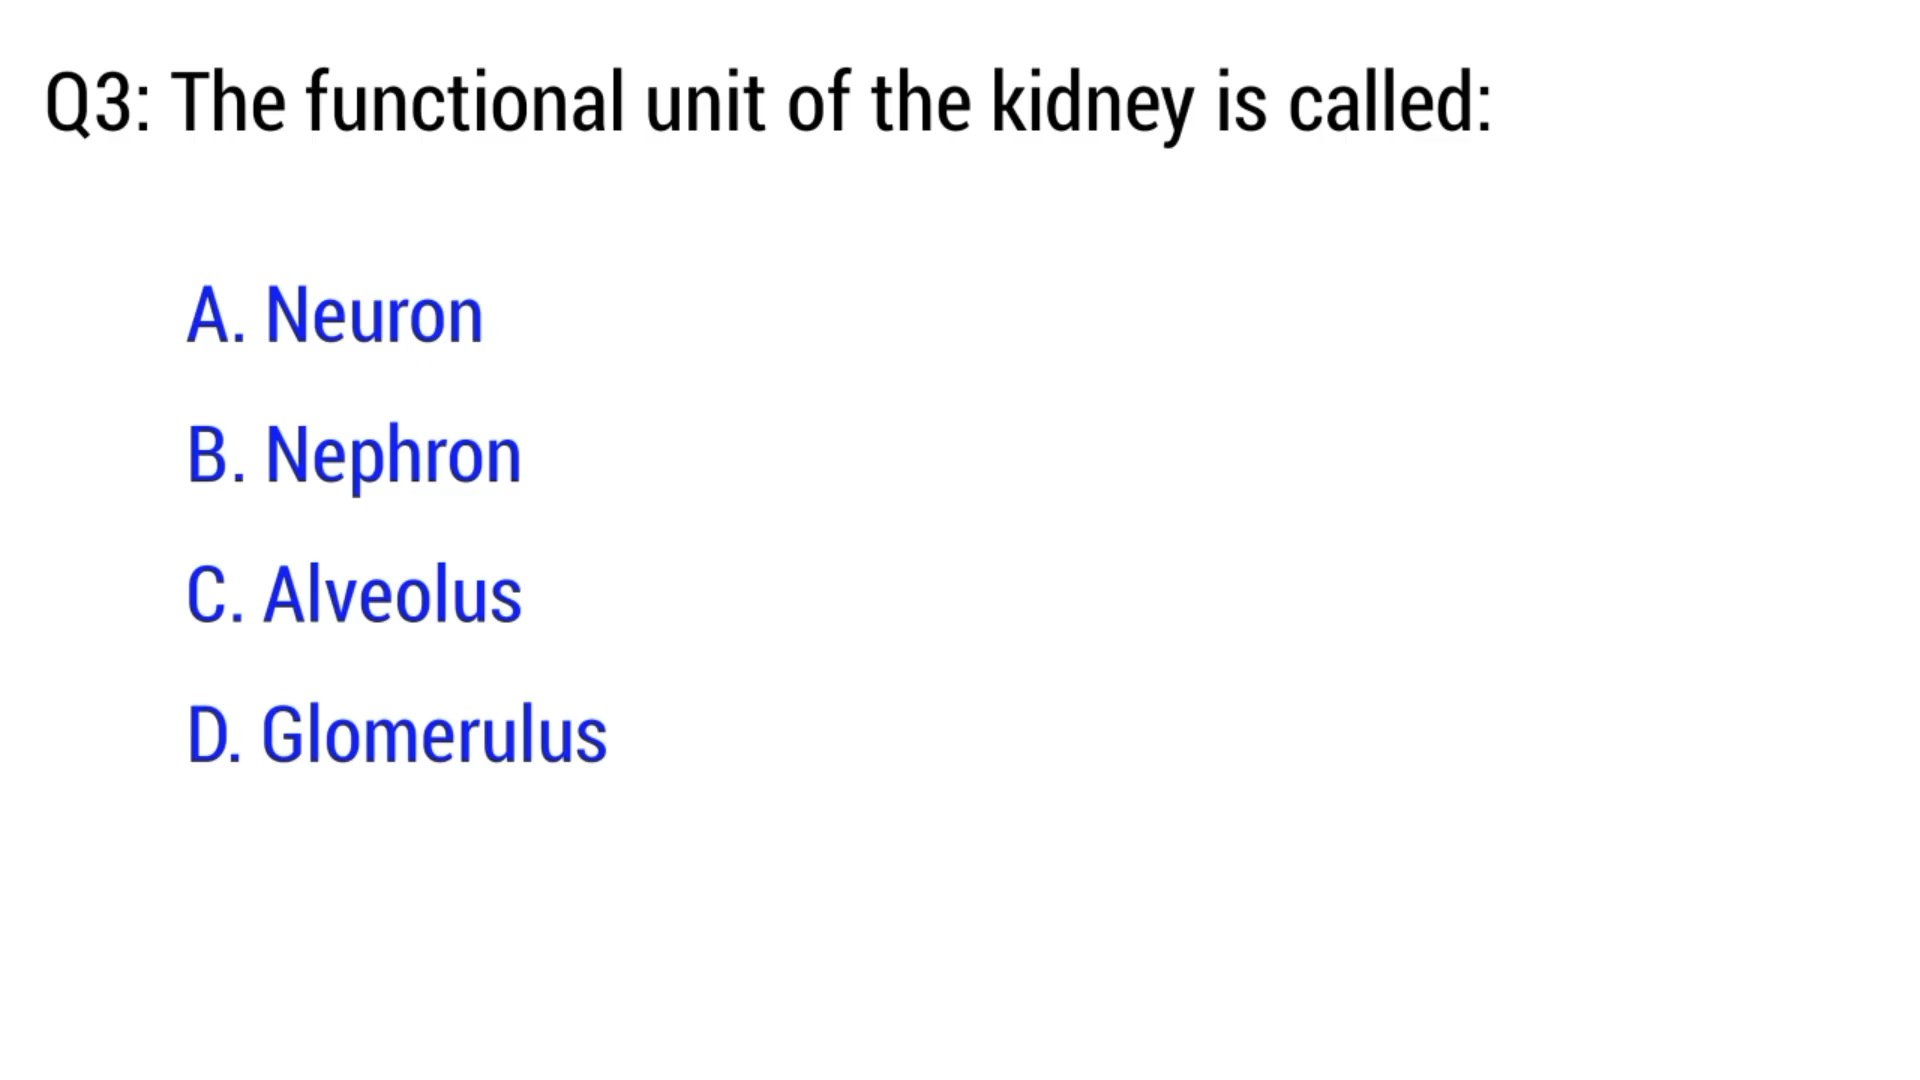 Q3: The functional unit of the kidney is called:
A. Neuron
B. Nephron
C. Alveolus
D. Glomerulus